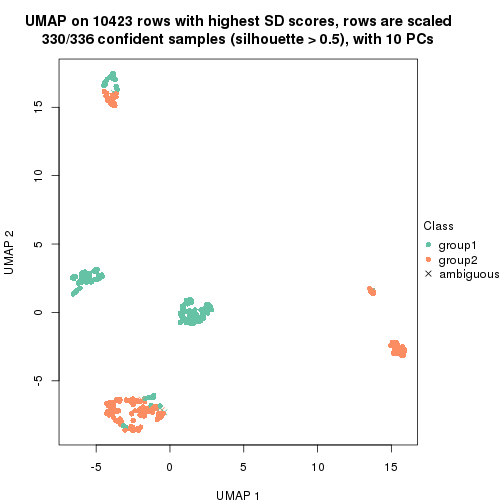 UMAP on 10423 rows with highest SD scores, rows are scaled
330/336 confident samples (silhouette > 0.5), with 10 PCs
15
10
5
0
-5
UMAP 2
-5
0
5
10
15
UMAP 1
Class
group1
group2
ambiguous